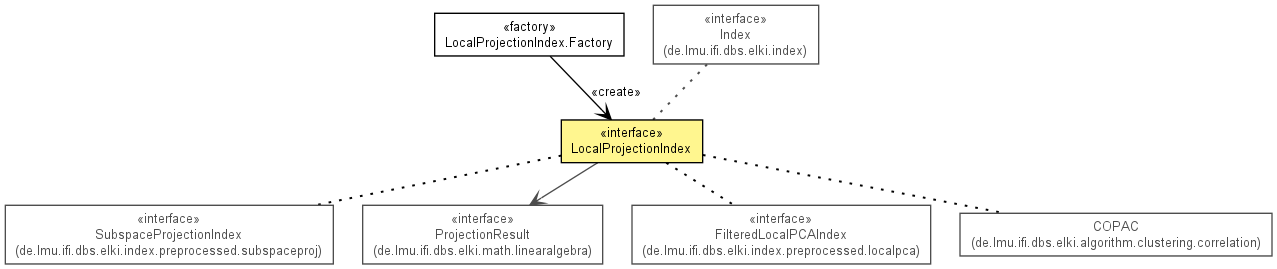 «factory»
LocalProjectionIndex.Factory
«interface»
Index
(de.lmu.ifi.dbs.elki.index)
«create»
«interface»
LocalProjectionIndex
«interface»
SubspaceProjectionIndex
(de.lmu.ifi.dbs.elki.index.preprocessed.subspaceproj)
«interface»
ProjectionResult
(de.lmu.ifi.dbs.elki.math.linearalgebra)
«interface»
FilteredLocalPCAIndex
(de.lmu.ifi.dbs.elki.index.preprocessed.localpca)
COPAC
(de.lmu.ifi.dbs.elki.algorithm.clustering.correlation)